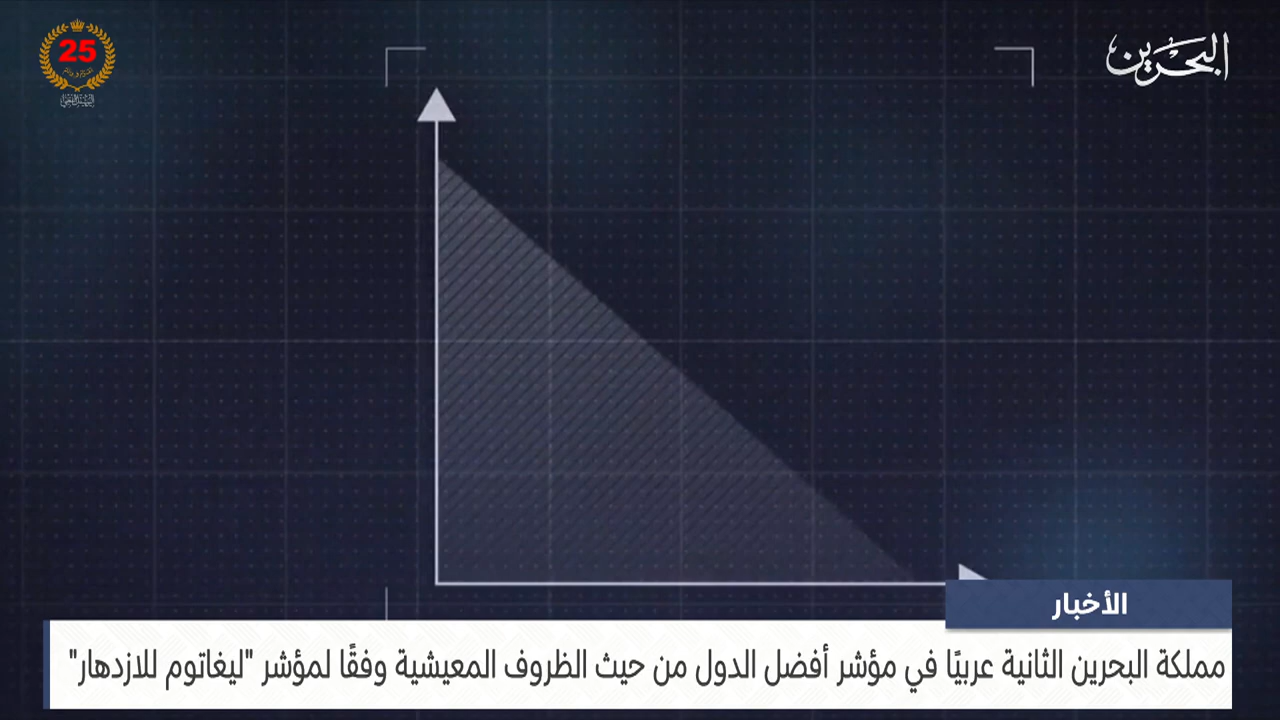 البحرين
25
الأخبار
مملكة البحرين الثانية عربيًا في مؤشر أفضل الدول من حيث الظروف المعيشية وفقًا لمؤشر "ليغاتوم للازدهار"